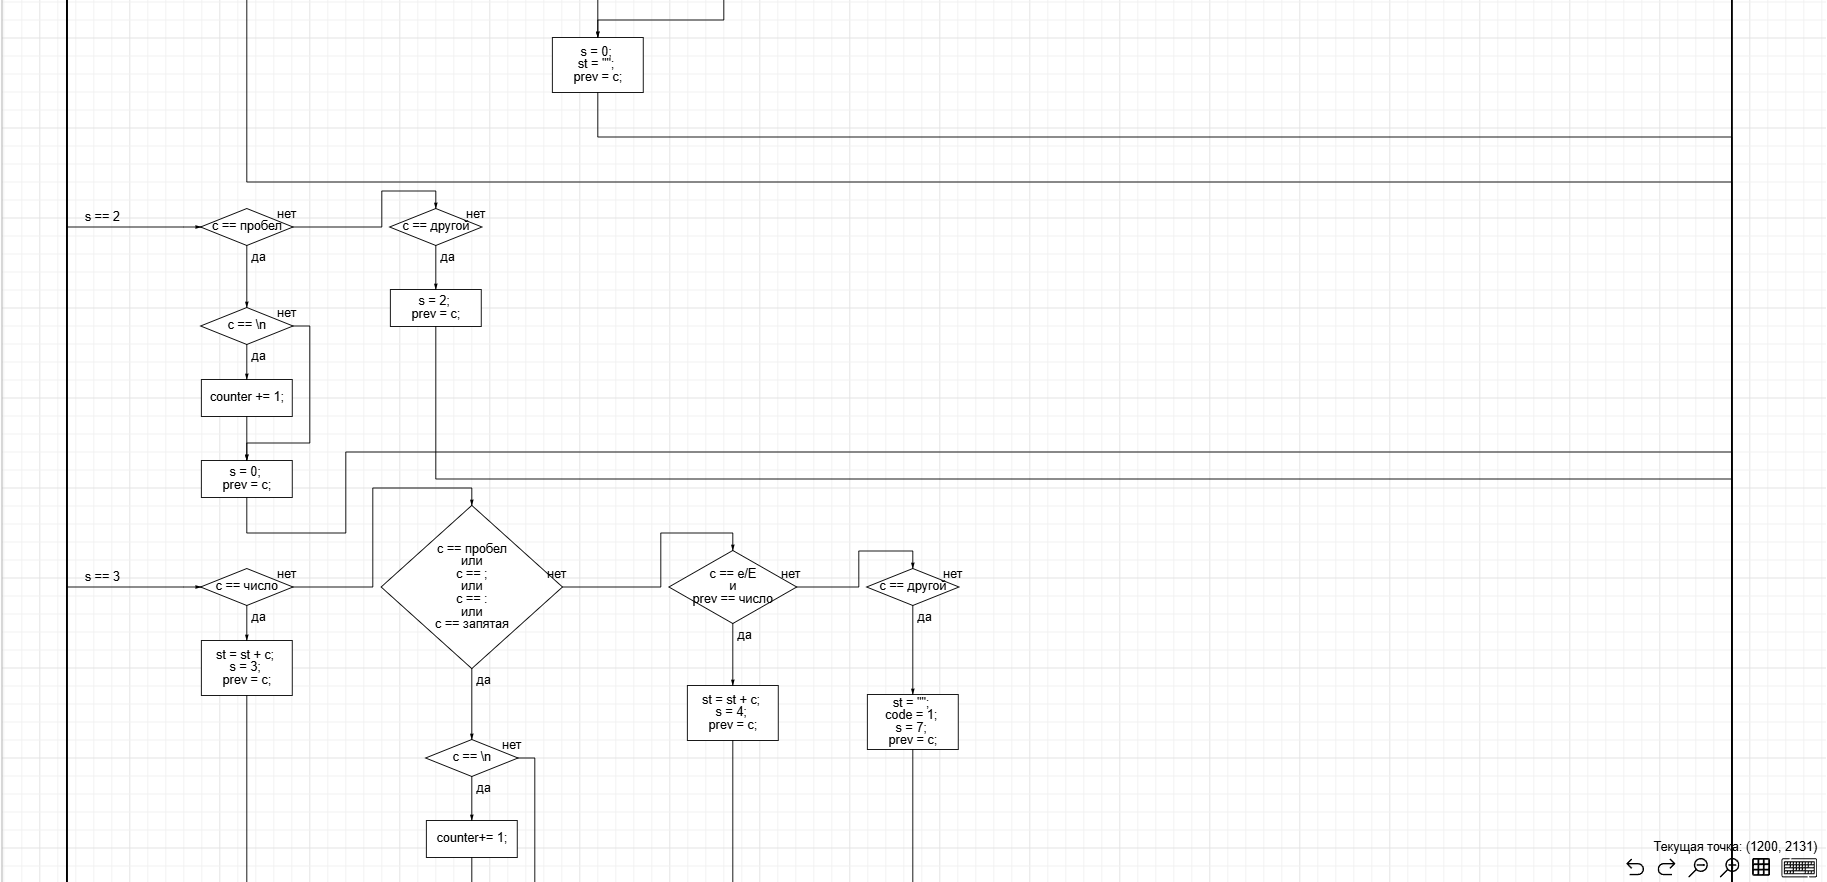 s = 0;
st = "";
prev = c;
s == 2
c == пробел
нет
да
c == другой
нет
да
s = 2;
prev = c;
c == \n
нет
да
counter += 1;
s = 0;
prev = c;
s == 3
c == число
нет
да
st = st + c;
s = 3;
prev = c;
c == пробел
или
c == ;
или
c == :
или
c == запятая
нет
да
c == \n
нет
да
counter+= 1;
c == e/E
и
prev == число
нет
да
st = st + c;
s = 4;
prev = c;
c == другой
нет
да
st = "";
code = 1;
s = 7;
prev = c;
Текущая точка: (1200, 2131)